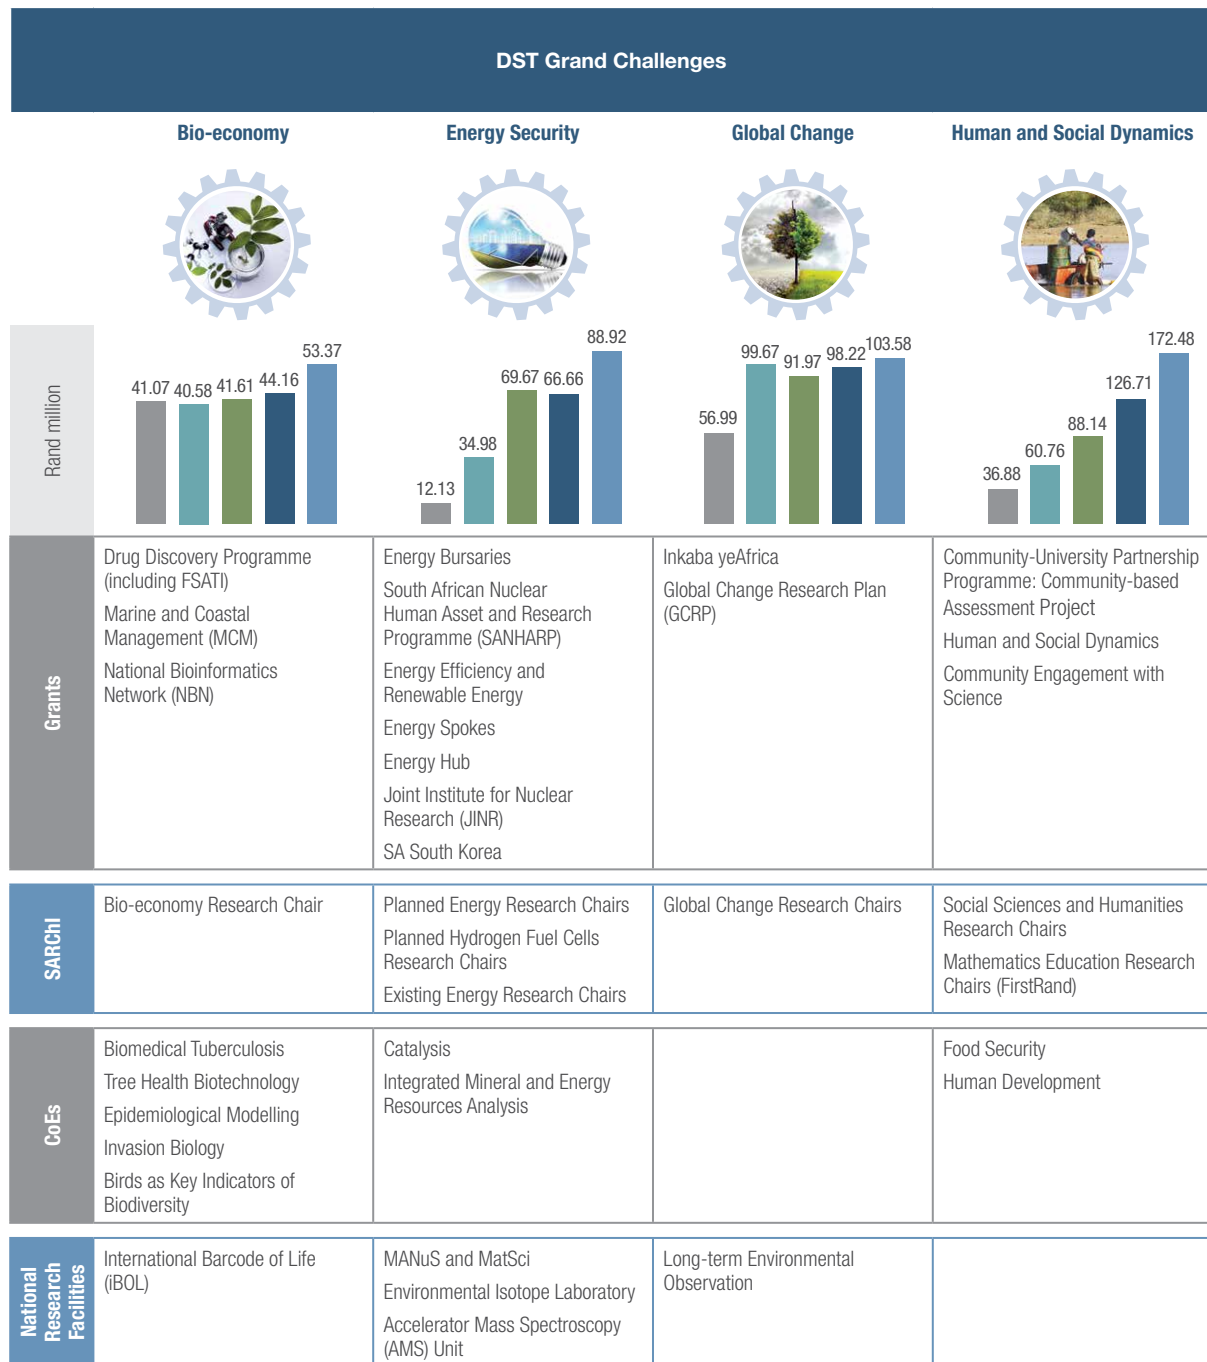 DST Grand Challenges
Bio-economy
Energy Security
Global Change
Human and Social Dynamics
Rand million
41.07
40.58
41.61
44.16
53.37
12.13
34.98
69.67
66.66
88.92
56.99
99.67
91.97
98.22
103.58
36.88
60.76
88.14
126.71
172.48
Grants
Drug Discovery Programme
(including FSATI)
Marine and Coastal
Management (MCM)
National Bioinformatics
Network (NBN)
Energy Bursaries
South African Nuclear
Human Asset and Research
Programme (SANHARP)
Energy Efficiency and
Renewable Energy
Energy Spokes
Energy Hub
Joint Institute for Nuclear
Research (JINR)
SA South Korea
Inkaba yeAfrica
Global Change Research Plan
(GCRP)
Community-University Partnership
Programme: Community-based
Assessment Project
Human and Social Dynamics
Community Engagement with
Science
SARChI
Bio-economy Research Chair
Planned Energy Research Chairs
Planned Hydrogen Fuel Cells
Research Chairs
Existing Energy Research Chairs
Global Change Research Chairs
Social Sciences and Humanities
Research Chairs
Mathematics Education Research
Chairs (FirstRand)
CoEs
Biomedical Tuberculosis
Tree Health Biotechnology
Epidemiological Modelling
Invasion Biology
Birds as Key Indicators of
Biodiversity
Catalysis
Integrated Mineral and Energy
Resources Analysis
Food Security
Human Development
National
Research
Facilities
International Barcode of Life
(iBOL)
MANuS and MatSci
Environmental Isotope Laboratory
Accelerator Mass Spectroscopy
(AMS) Unit
Long-term Environmental
Observation